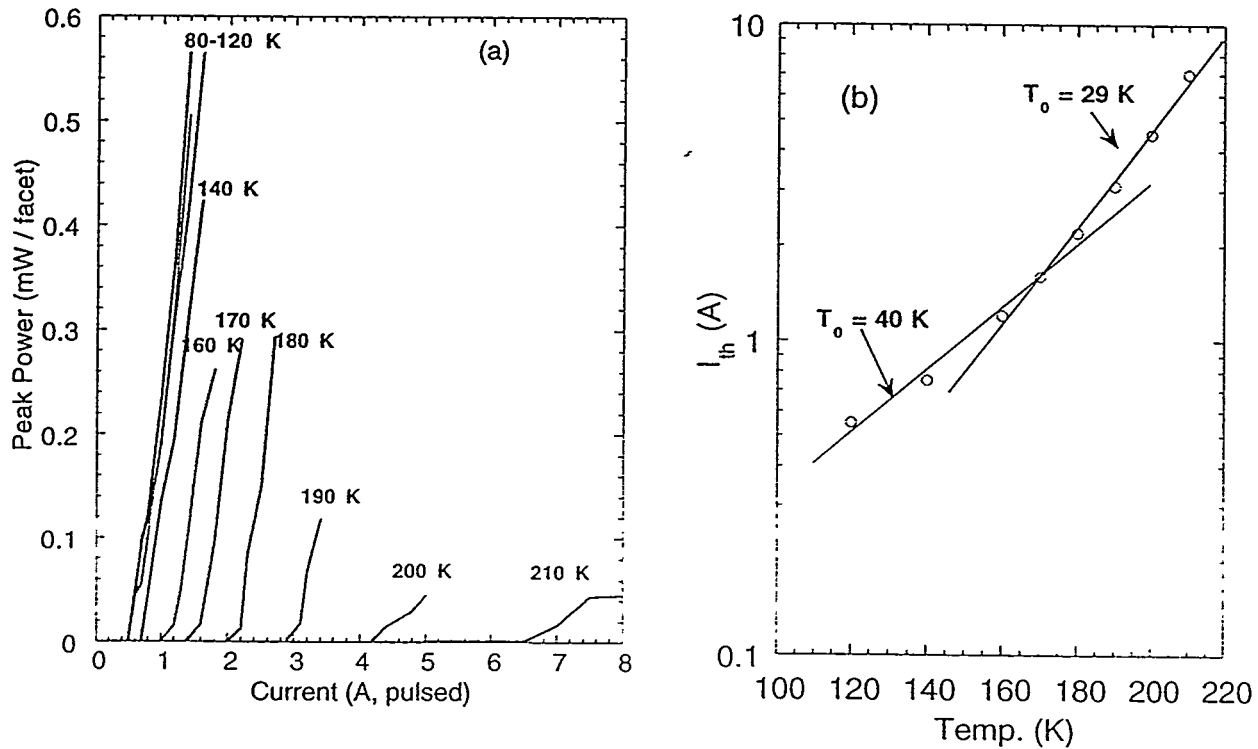 0.6
0.5
0.4
0.3
0.2
0.1
0
Peak Power (mW / facet)
80-120 K
(a)
140 K
170 K
160 K
180 K
190 K
200 K
210 K
0 1 2 3 4 5 6 7 8
Current (A, pulsed)
10
1
0.1
I_th (A)
(b)
T_o = 29 K
T_o = 40 K
100 120 140 160 180 200 220
Temp. (K)